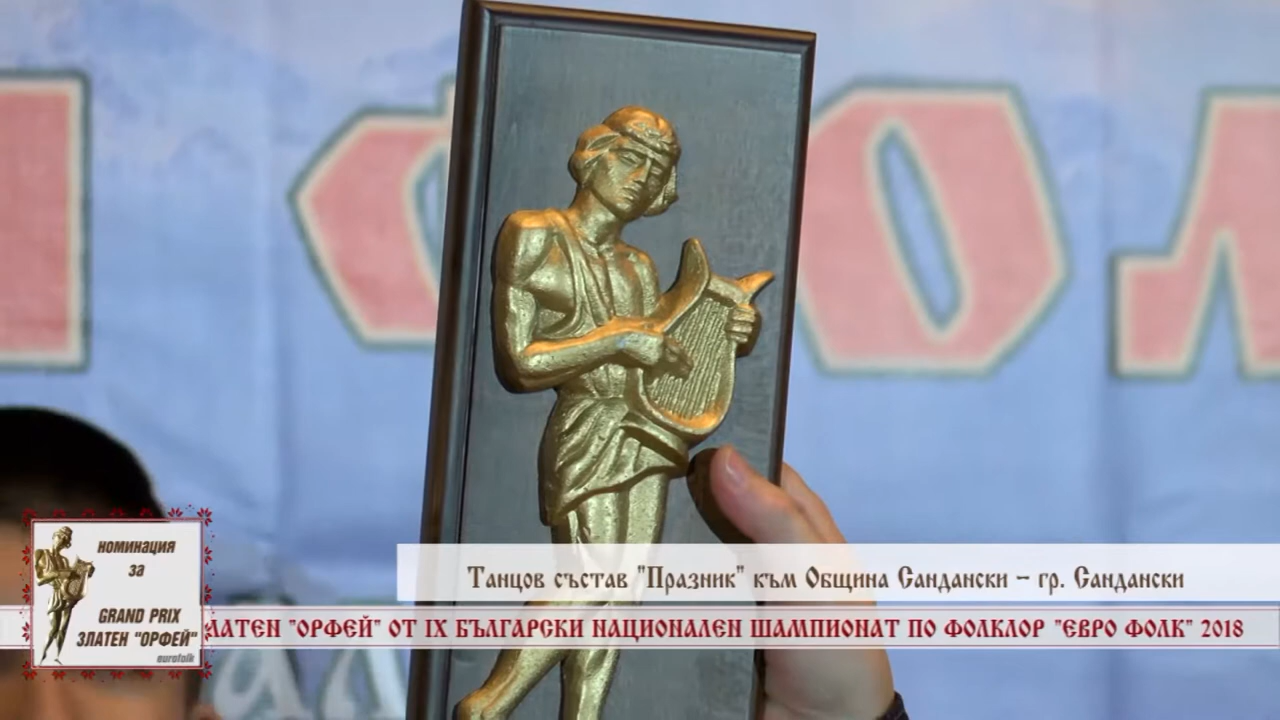 ФОЛ
номинация
за
GRAND PRIX
ЗЛАТЕН "ОРФЕЙ"
eurofolk
Танцов състав "Празник" към Община Сандански – гр. Сандански
ЛАТЕН "ОРФЕЙ" ОТ IX БЪЛГАРСКИ НАЦИОНАЛЕН ШАМПИОНАТ ПО ФОЛКЛОР "ЕВРО ФОЛК" 2018